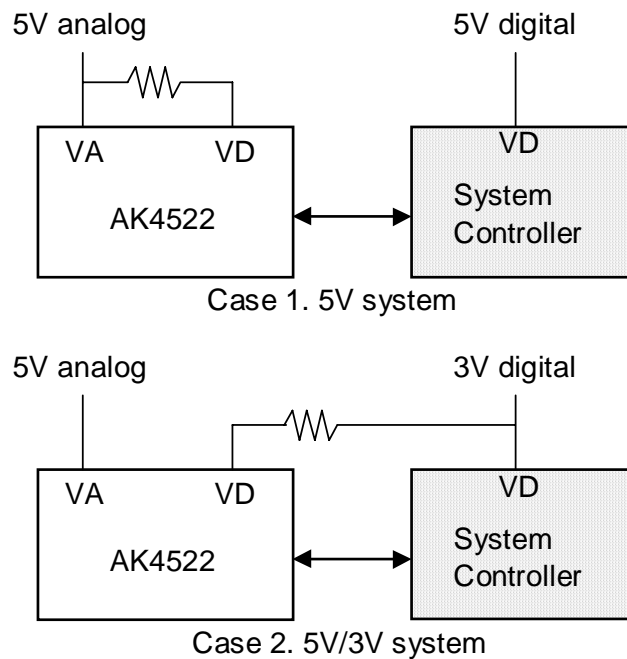 5V analog 5V digital
VA VD VD
AK4522 System
Controller
Case 1. 5V system
5V analog 3V digital
VA VD VD
AK4522 System
Controller
Case 2. 5V/3V system